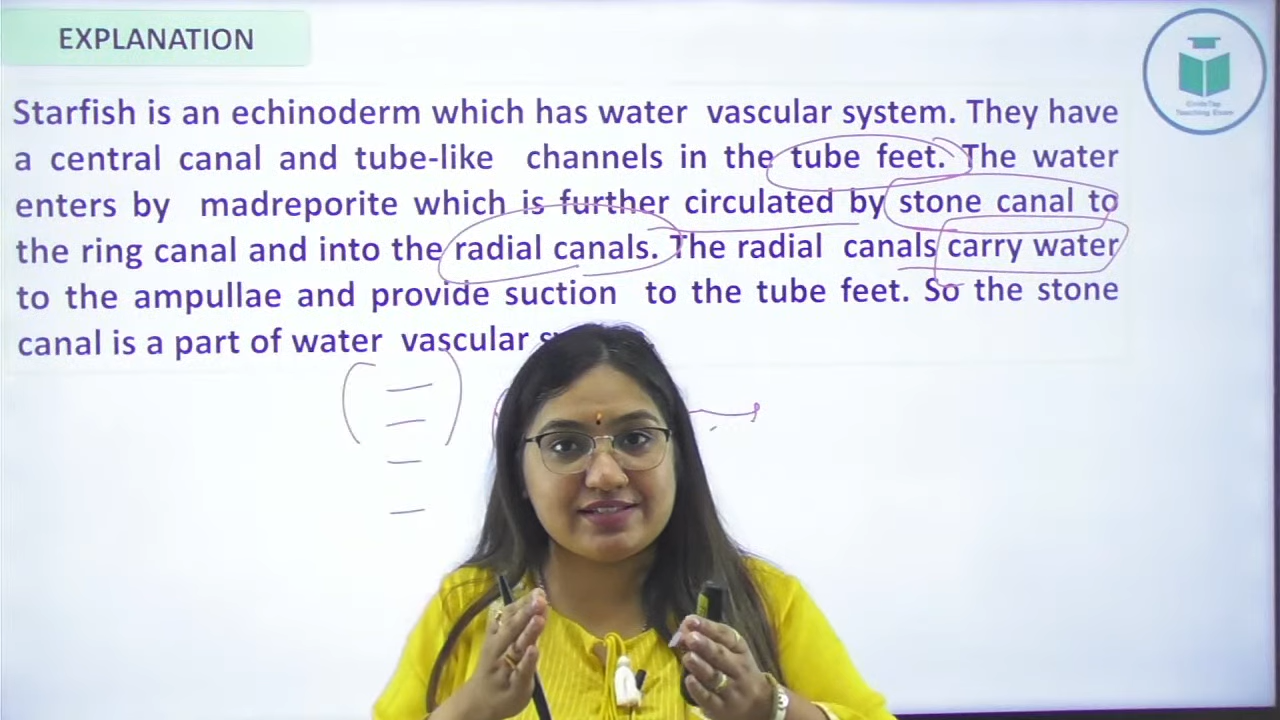 EXPLANATION
Starfish is an echinoderm which has water vascular system. They have
a central canal and tube-like channels in the tube feet. The water
enters by madreporite which is further circulated by stone canal to
the ring canal and into the radial canals. The radial canals carry water
to the ampullae and provide suction to the tube feet. So the stone
canal is a part of water vascular
Teaching Exam